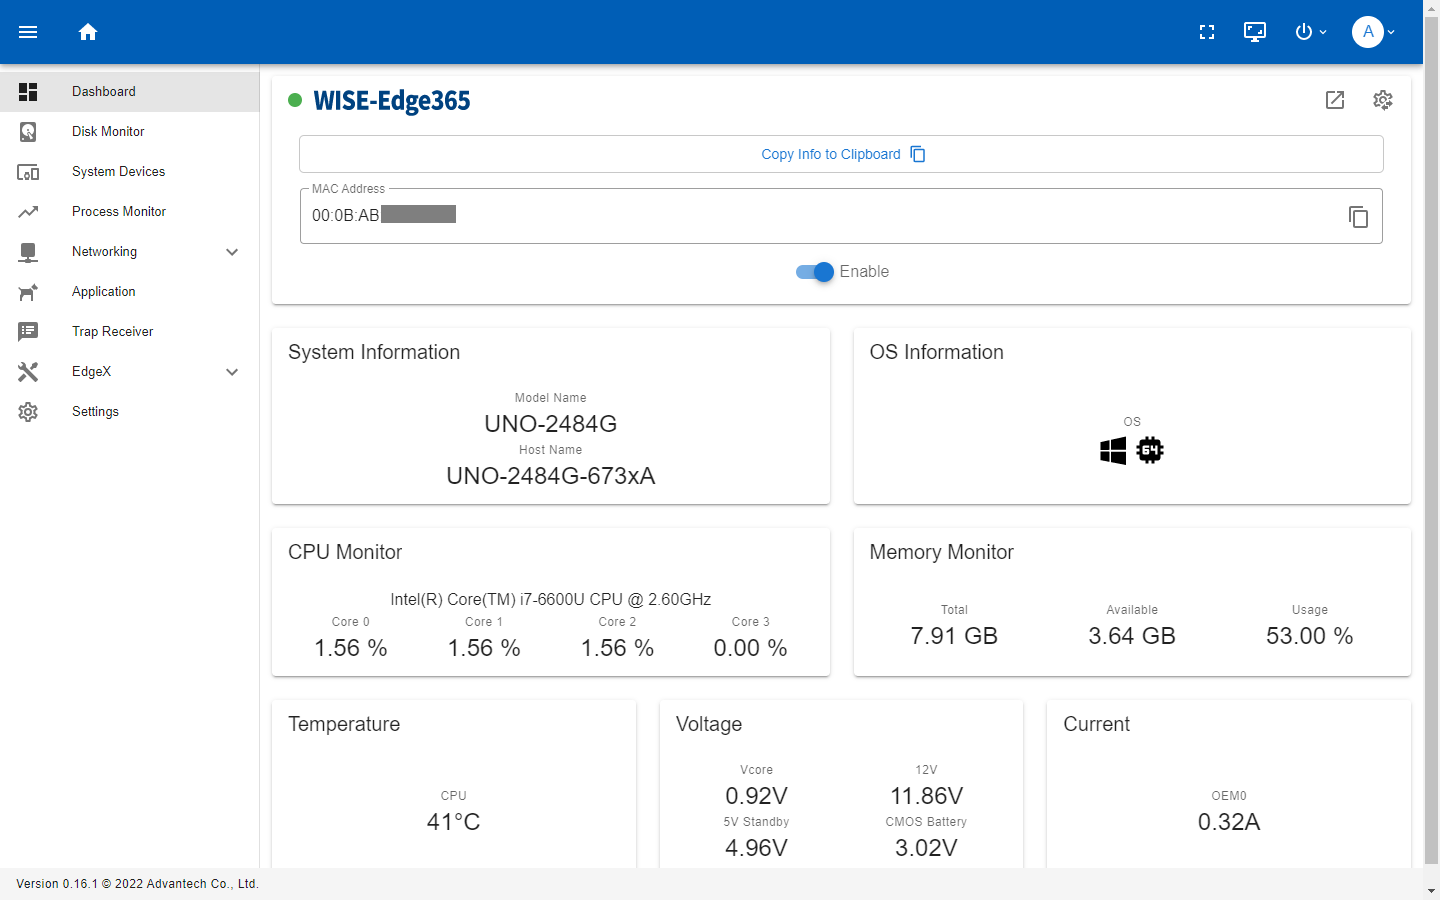 A
Dashboard
Disk Monitor
System Devices
Process Monitor
Networking
Application
Trap Receiver
EdgeX
Settings
WISE-Edge365
Copy Info to Clipboard
MAC Address
00:0B:AB
Enable
System Information
Model Name
UNO-2484G
Host Name
UNO-2484G-673xA
OS Information
OS
64
CPU Monitor
Intel(R) Core(TM) i7-6600U CPU @ 2.60GHz
Core 0 Core 1 Core 2 Core 3
1.56 % 1.56 % 1.56 % 0.00 %
Memory Monitor
Total Available Usage
7.91 GB 3.64 GB 53.00 %
Temperature
CPU
41°C
Voltage
Vcore 12V
0.92V 11.86V
5V Standby CMOS Battery
4.96V 3.02V
Current
OEM0
0.32A
Version 0.16.1 © 2022 Advantech Co., Ltd.